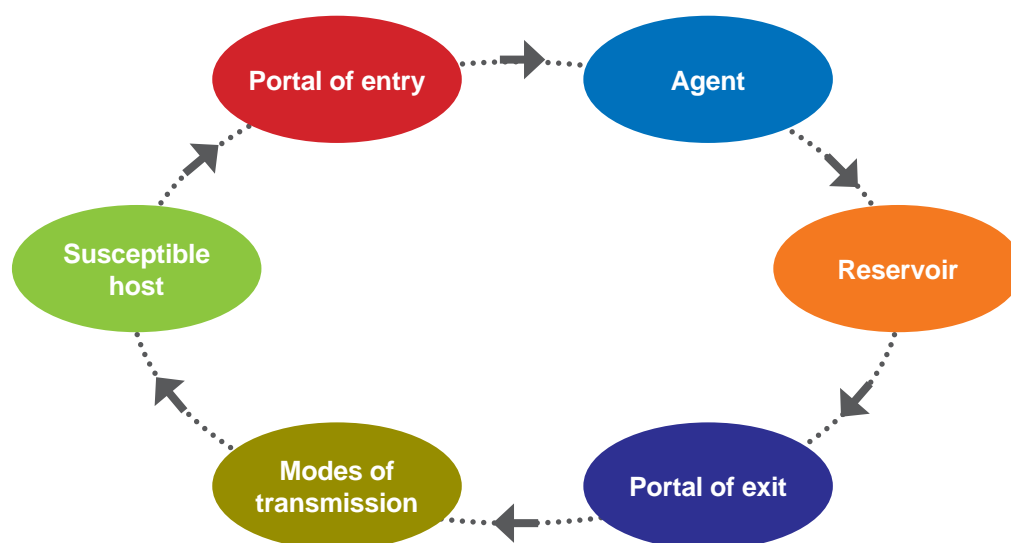 Portal of entry
Agent
Susceptible
host
Reservoir
Modes of
transmission
Portal of exit